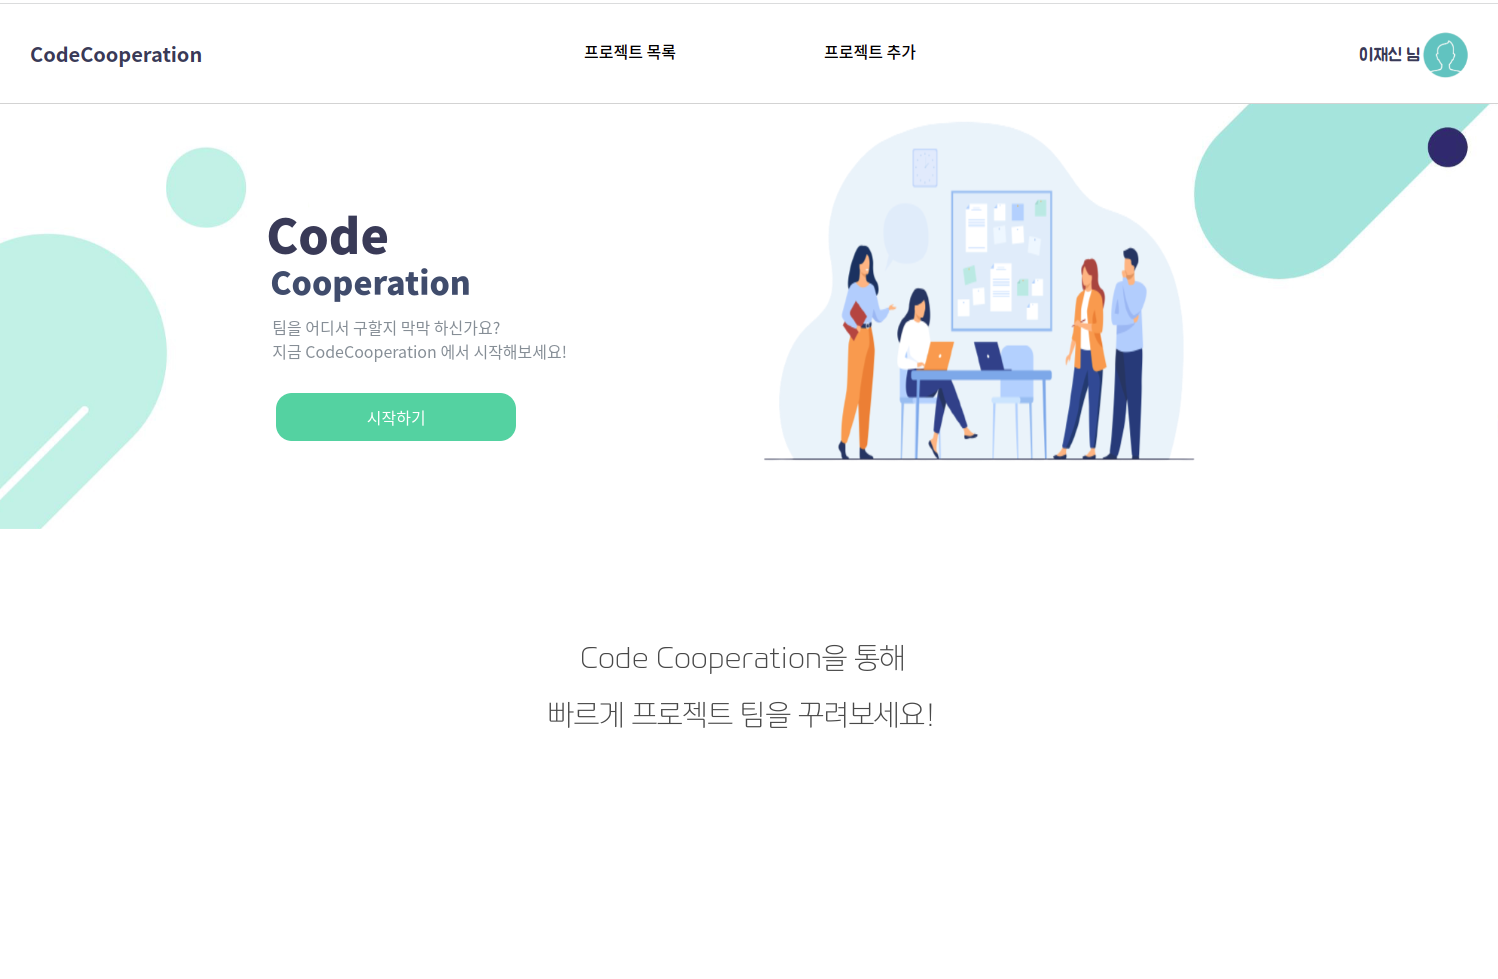 CodeCooperation
프로젝트 목록
프로젝트 추가
이재신 님
Code
Cooperation
팀을 어디서 구할지 막막 하신가요?
지금 CodeCooperation 에서 시작해보세요!
시작하기
Code Cooperation을 통해
빠르게 프로젝트 팀을 꾸려보세요!